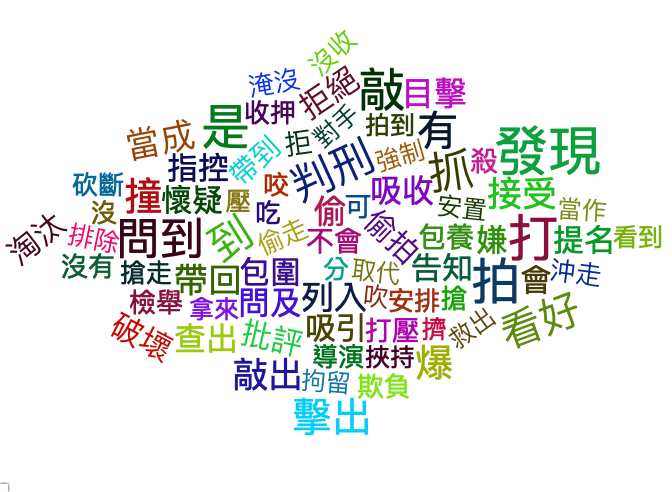 沒收
淹沒
拒絕
敲
目擊
收押
是
當成
拒
對手
拍到
有
發現
帶到
判刑
強制
抓
殺
指控
咬
吸收
接受
砍斷
撞
懷疑
壓
吃
偷
可
安置
當作
沒
淘汰
排除
問到
到
偷走
不會
偷拍
包養
嫌
打
提名
看到
沒有
搶走
帶回
包圍
分
取代
告知
拍
會
沖走
檢舉
拿來
問及
列入
吹
安排
搶
看好
破壞
查出
批評
吸引
打壓
擠
救出
導演
挾持
爆
敲出
拘留
欺負
擊出